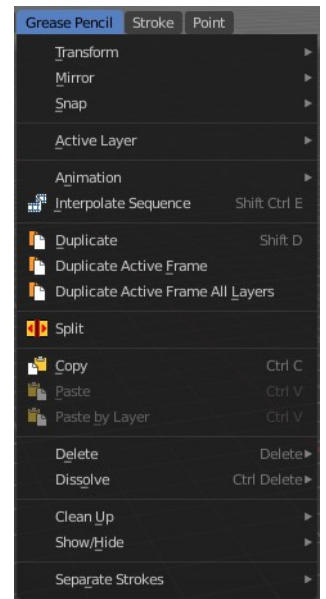 Grease Pencil Stroke Point
Transform
Mirror
Snap
Active Layer
Animation
Interpolate Sequence Shift Ctrl E
Duplicate Shift D
Duplicate Active Frame
Duplicate Active Frame All Layers
Split
Copy Ctrl C
Paste Ctrl V
Paste by Layer Ctrl V
Delete Delete
Dissolve Ctrl Delete
Clean Up
Show/Hide
Separate Strokes